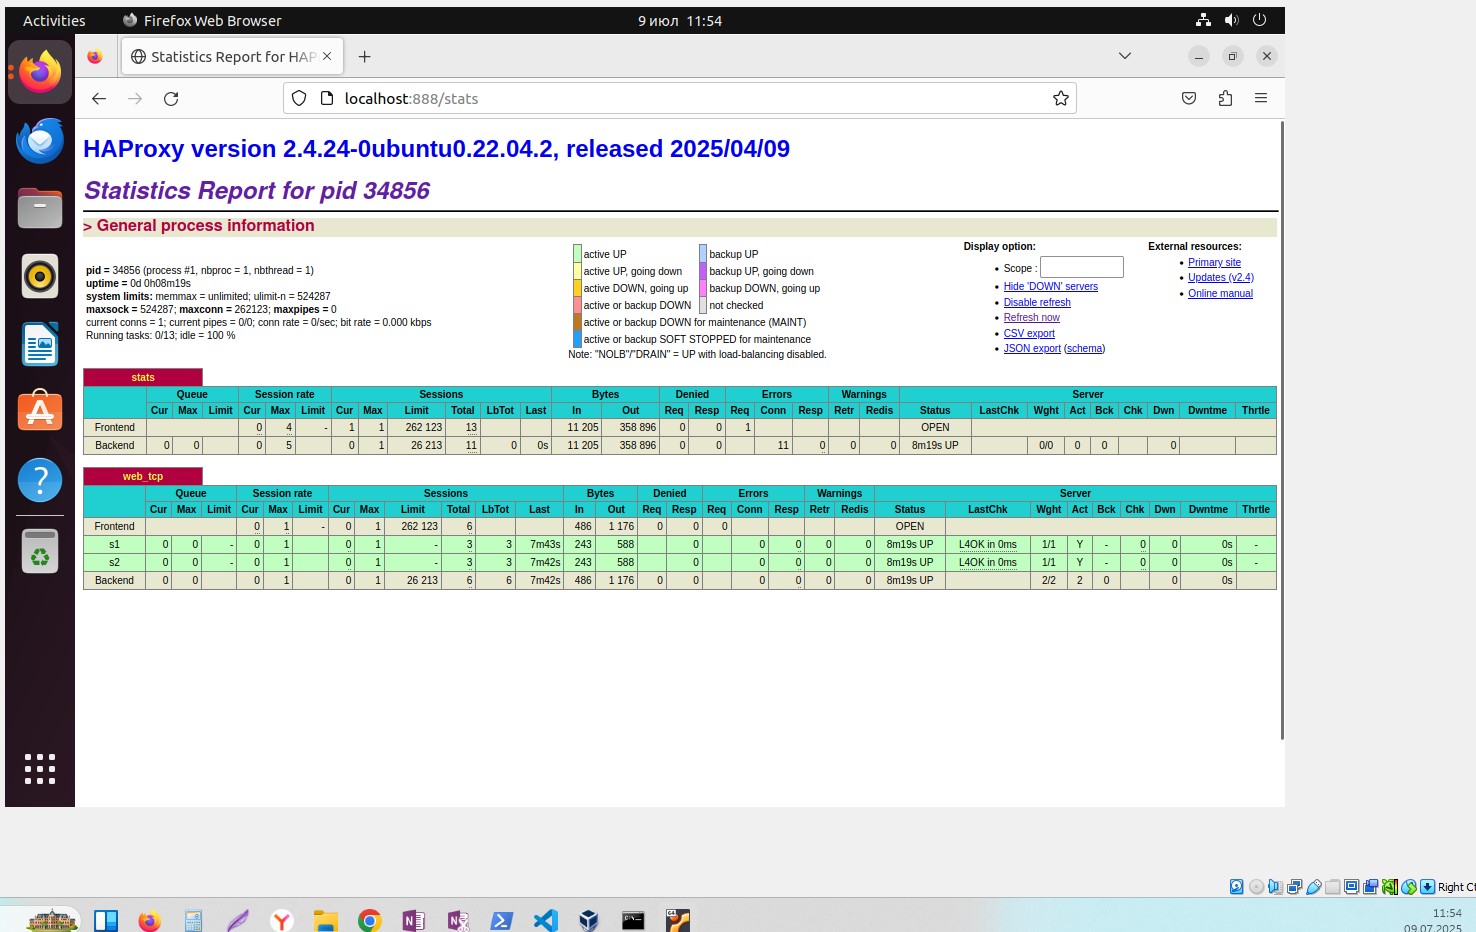 Activities Firefox Web Browser 9 июл 11:54
Statistics Report for HAP
localhost:888/stats
HAProxy version 2.4.24-0ubuntu0.22.04.2, released 2025/04/09
Statistics Report for pid 34856
> General process information
pid = 34856 (process #1, nbproc = 1, nbthread = 1)
uptime = 0d 0h08m19s
system limits: memmax = unlimited; ulimit-n = 524287
maxsock = 524287; maxconn = 262123; maxpipes = 0
current conns = 1; current pipes = 0/0; conn rate = 0/sec; bit rate = 0.000 kbps
Running tasks: 0/13; idle = 100 %
active UP backup UP
active UP, going down backup UP, going down
active DOWN, going up backup DOWN, going up
active or backup DOWN not checked
active or backup DOWN for maintenance (MAINT)
active or backup SOFT STOPPED for maintenance
Note: "NOLB"/"DRAIN" = UP with load-balancing disabled.
Display option:
Scope :
Hide 'DOWN' servers
Disable refresh
Refresh now
CSV export
JSON export (schema)
External resources:
Primary site
Updates (v2.4)
Online manual
stats
Queue Session rate Sessions Bytes Denied Errors Warnings Server
Cur Max Limit Cur Max Limit Cur Max Limit Total LbTot Last In Out Req Resp Req Conn Resp Retr Redis Status LastChk Wght Act Bck Chk Dwn Dwntme Thrtle
Frontend 0 4 - 1 1 262 123 13 11 205 358 896 0 0 1 OPEN
Backend 0 0 0 5 0 1 26 213 11 0 0s 11 205 358 896 0 0 11 0 0 0 8m19s UP 0/0 0 0 0
web_tcp
Queue Session rate Sessions Bytes Denied Errors Warnings Server
Cur Max Limit Cur Max Limit Cur Max Limit Total LbTot Last In Out Req Resp Req Conn Resp Retr Redis Status LastChk Wght Act Bck Chk Dwn Dwntme Thrtle
Frontend 0 1 - 0 1 262 123 6 486 1 176 0 0 0 OPEN
s1 0 0 - 0 1 0 1 - 3 3 7m43s 243 588 0 0 0 0 0 8m19s UP L4OK in 0ms 1/1 Y - 0 0 0s -
s2 0 0 - 0 1 0 1 - 3 3 7m42s 243 588 0 0 0 0 0 8m19s UP L4OK in 0ms 1/1 Y - 0 0 0s -
Backend 0 0 0 1 0 1 26 213 6 6 7m42s 486 1 176 0 0 0 0 0 0 8m19s UP 2/2 2 0 0 0s
Right Ct
11:54
09.07.2025